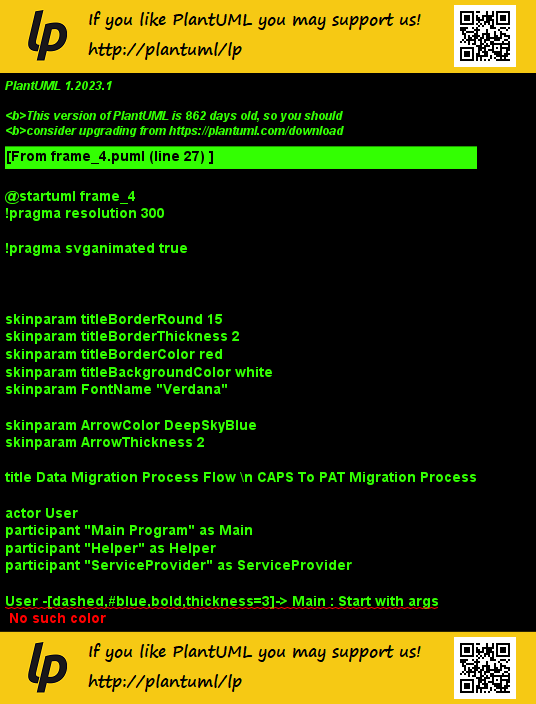 lp
If you like PlantUML you may support us!
http://plantuml/lp
PlantUML 1.2023.1
<b>This version of PlantUML is 862 days old, so you should
<b>consider upgrading from https://plantuml.com/download
[From frame_4.puml (line 27) ]
@startuml frame_4
!pragma resolution 300
!pragma svganimated true
skinparam titleBorderRound 15
skinparam titleBorderThickness 2
skinparam titleBorderColor red
skinparam titleBackgroundColor white
skinparam FontName "Verdana"
skinparam ArrowColor DeepSkyBlue
skinparam ArrowThickness 2
title Data Migration Process Flow \n CAPS To PAT Migration Process
actor User
participant "Main Program" as Main
participant "Helper" as Helper
participant "ServiceProvider" as ServiceProvider
User -[dashed,#blue,bold,thickness=3]-> Main : Start with args
No such color
lp
If you like PlantUML you may support us!
http://plantuml/lp